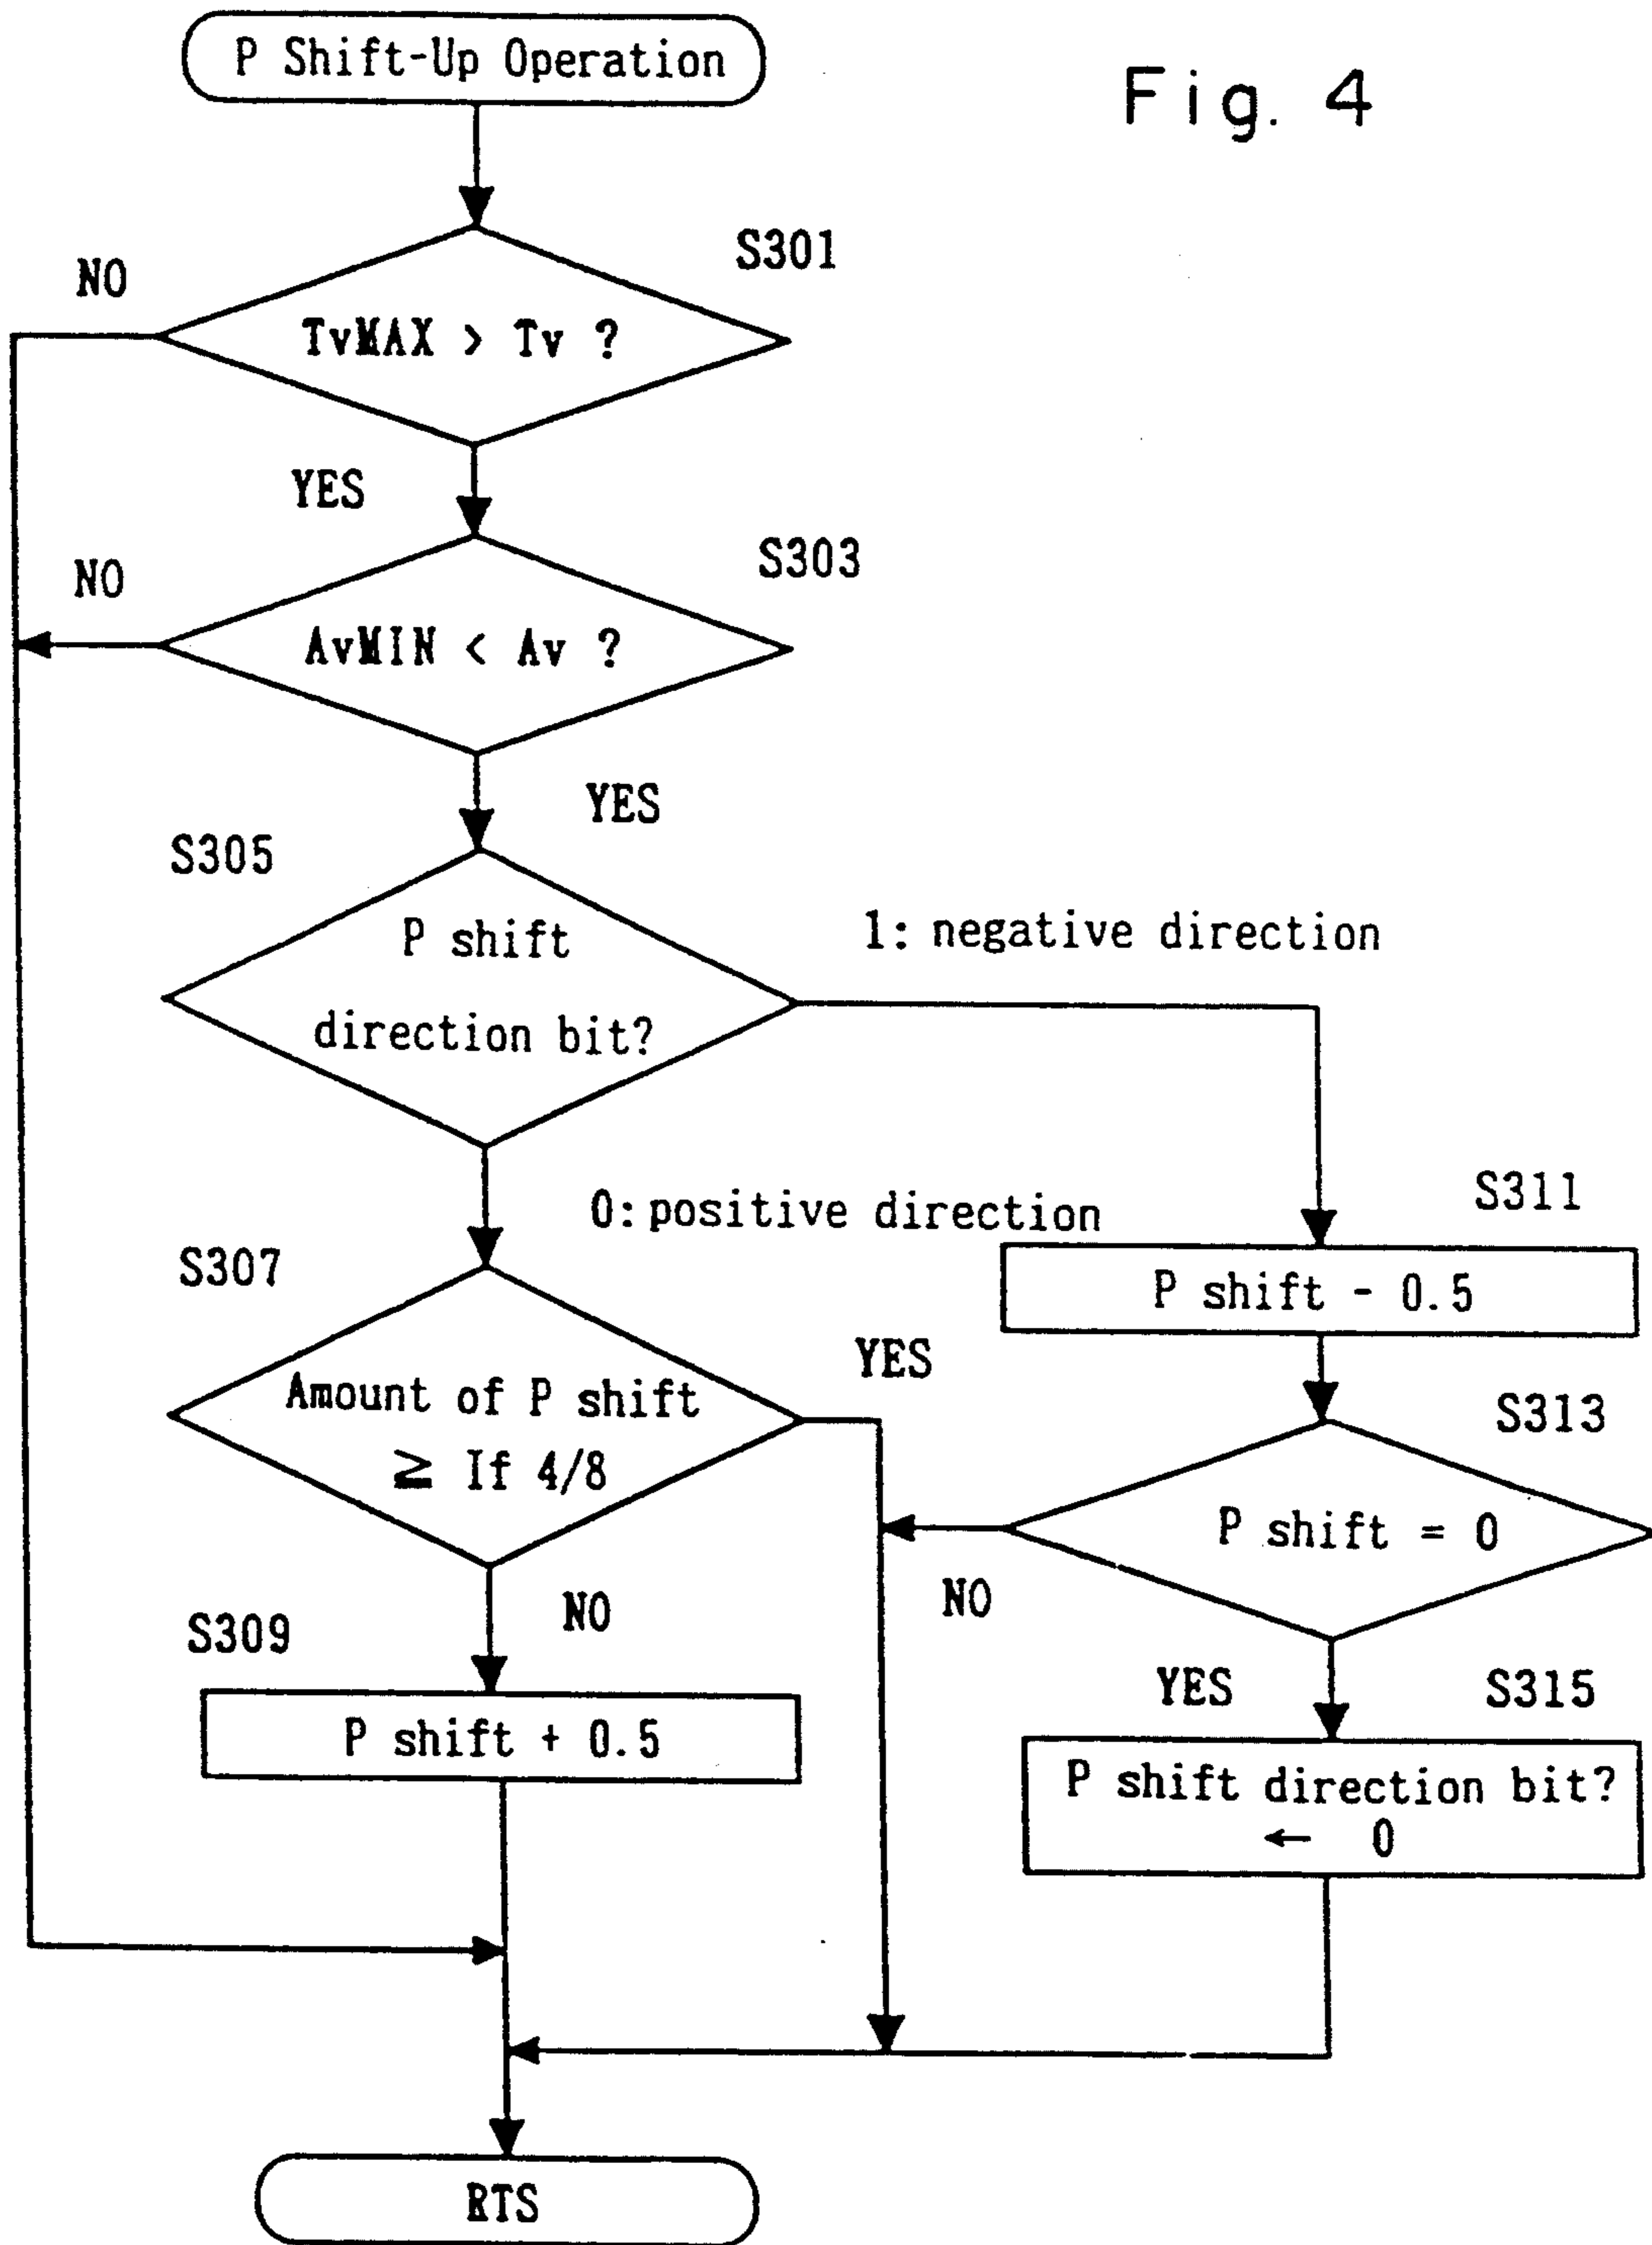 P Shift-Up Operation
Fig. 4
S301
NO
TvMAX > Tv ?
YES
S303
NO
AvMIN < Av ?
YES
S305
P shift
direction bit?
1: negative direction
0: positive direction
S311
P shift - 0.5
S307
Amount of P shift
≧ If 4/8
YES
S313
P shift = 0
NO
NO
S309
P shift + 0.5
YES
S315
P shift direction bit?
← 0
RTS